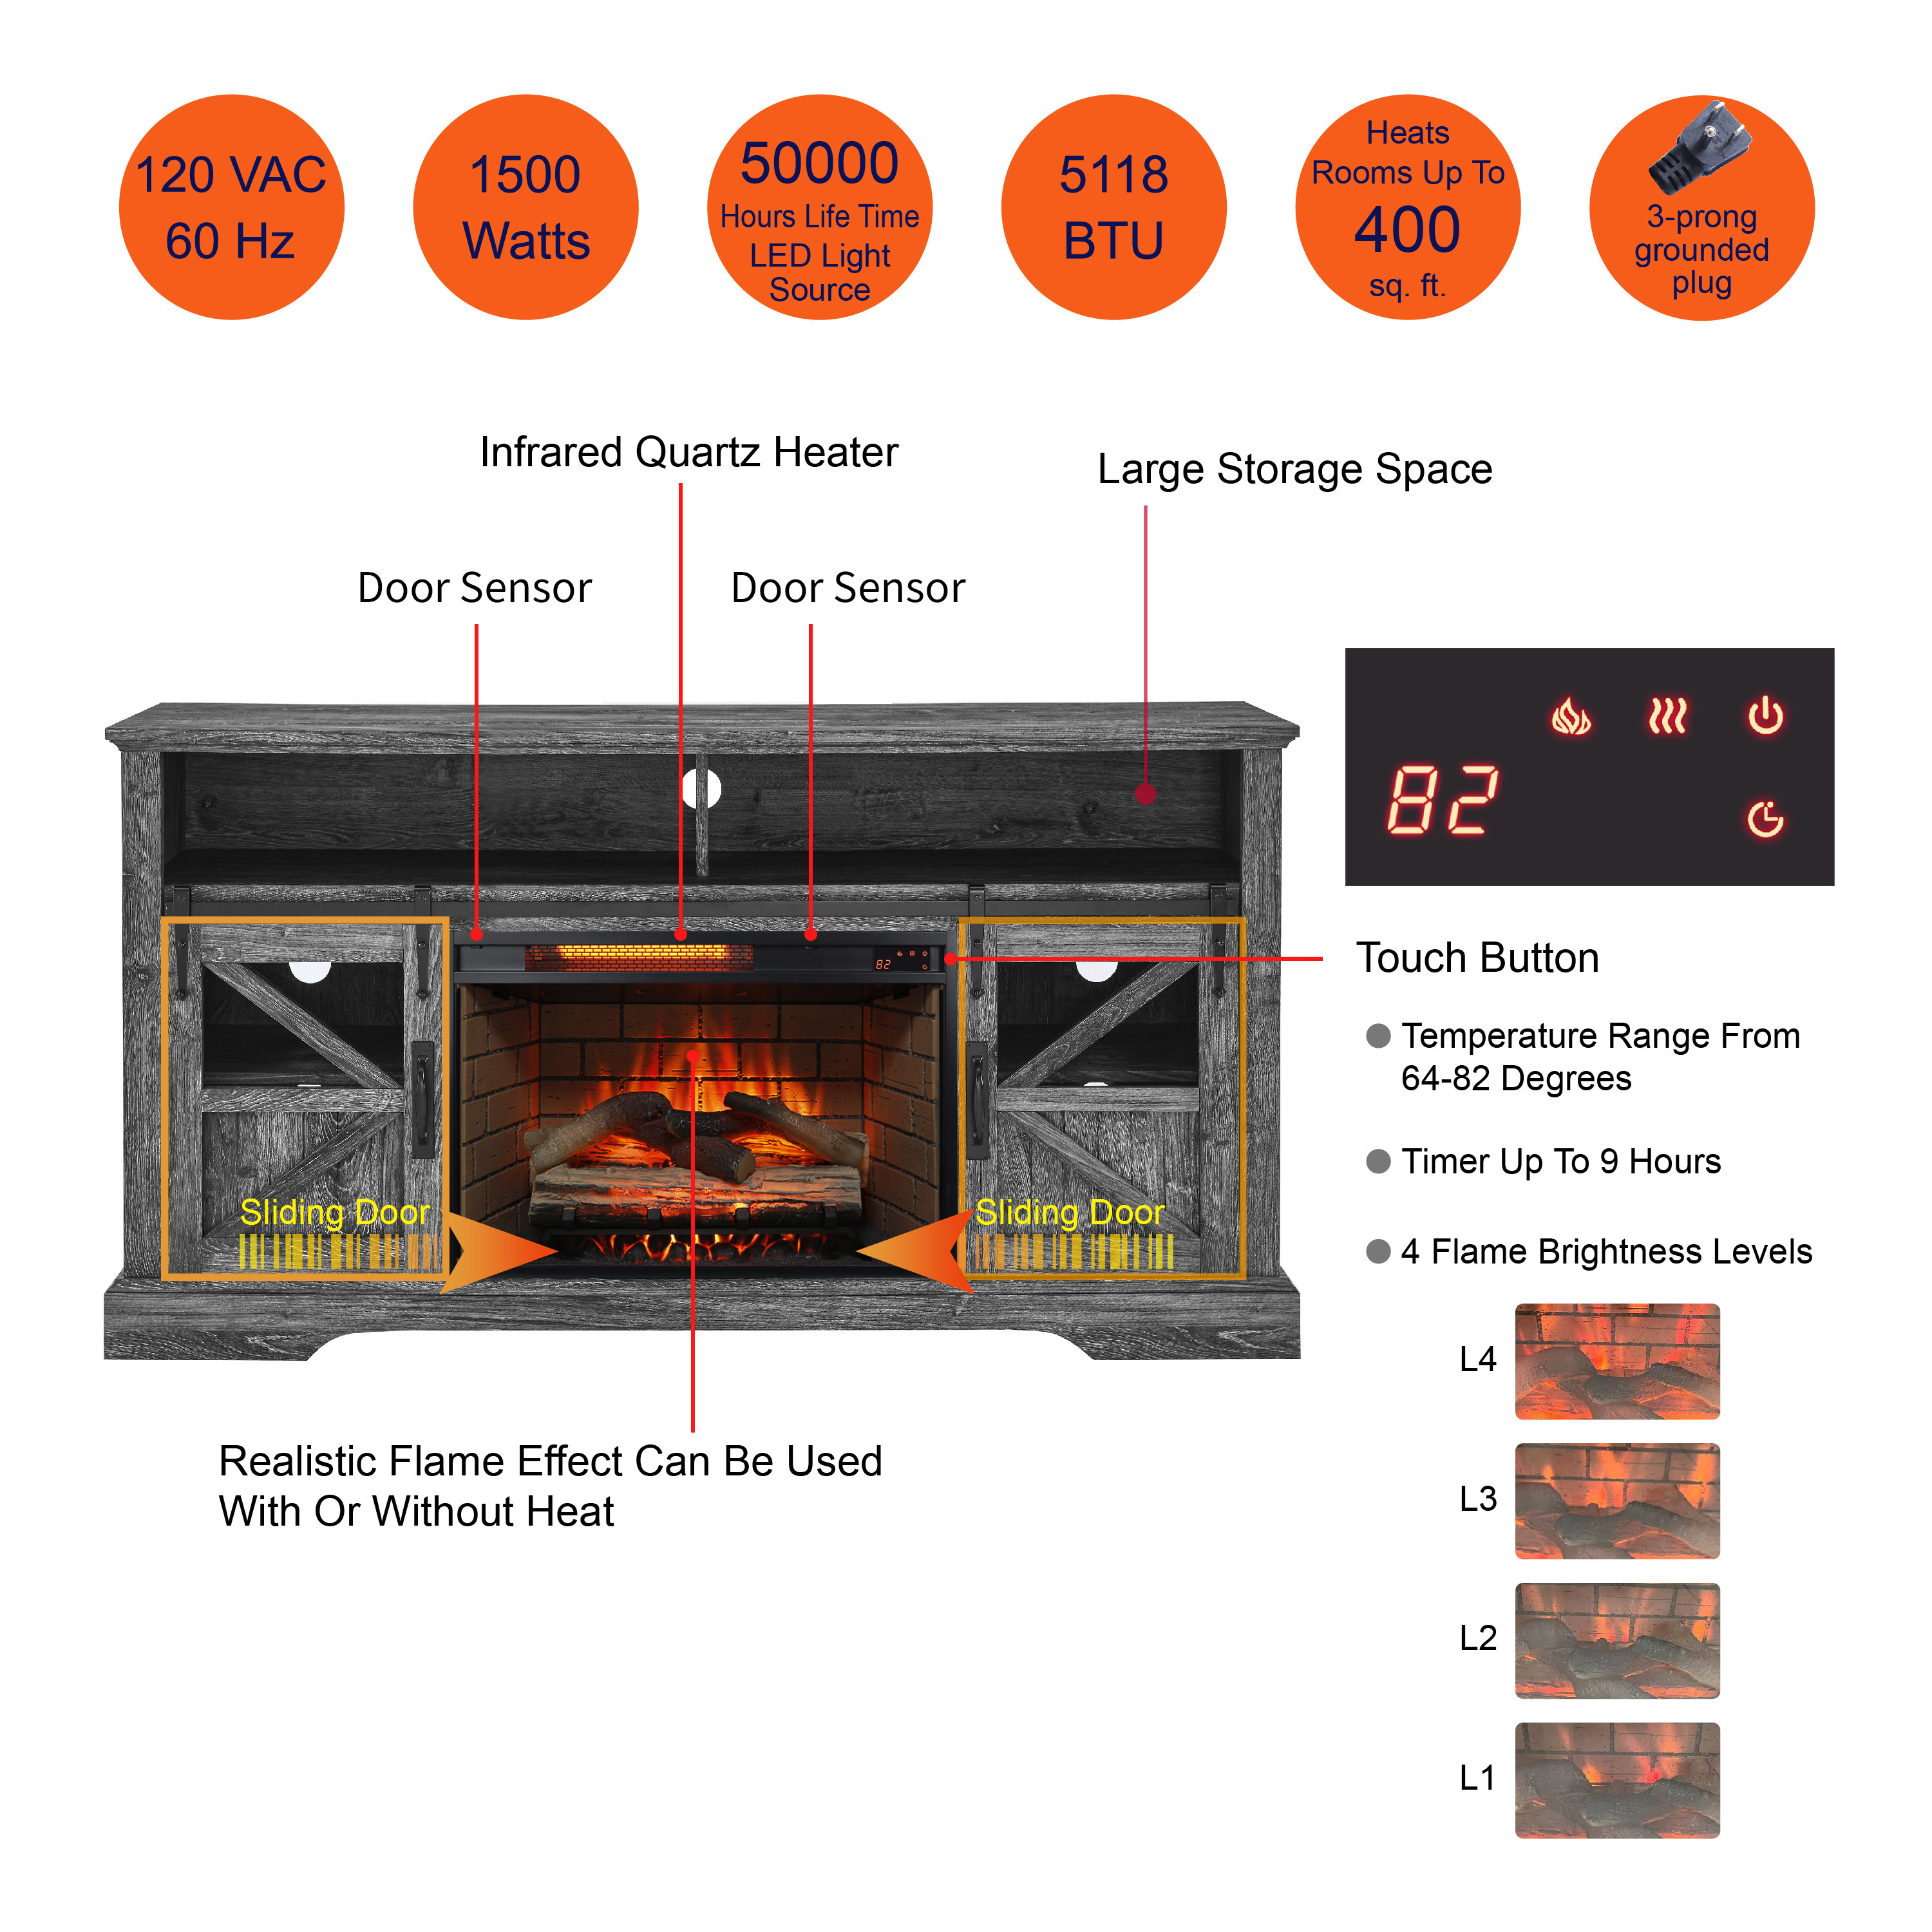 120 VAC
60 Hz
1500
Watts
50000
Hours Life Time
LED Light
Source
5118
BTU
Heats
Rooms Up To
400
sq. ft.
3-prong
grounded
plug
Infrared Quartz Heater
Large Storage Space
Door Sensor
Door Sensor
82
82
Touch Button
Temperature Range From
64-82 Degrees
Timer Up To 9 Hours
4 Flame Brightness Levels
Sliding Door
Sliding Door
L4
L3
L2
L1
Realistic Flame Effect Can Be Used
With Or Without Heat